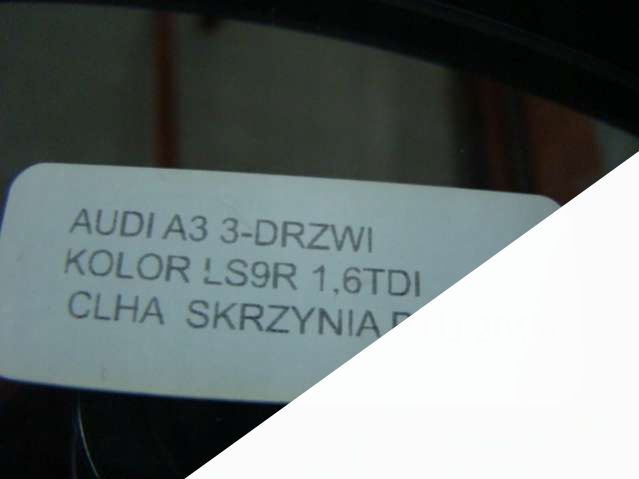 AUDI A3 3-DRZWI
KOLOR LS9R 1,6TDI
CLHA SKRZYNIA